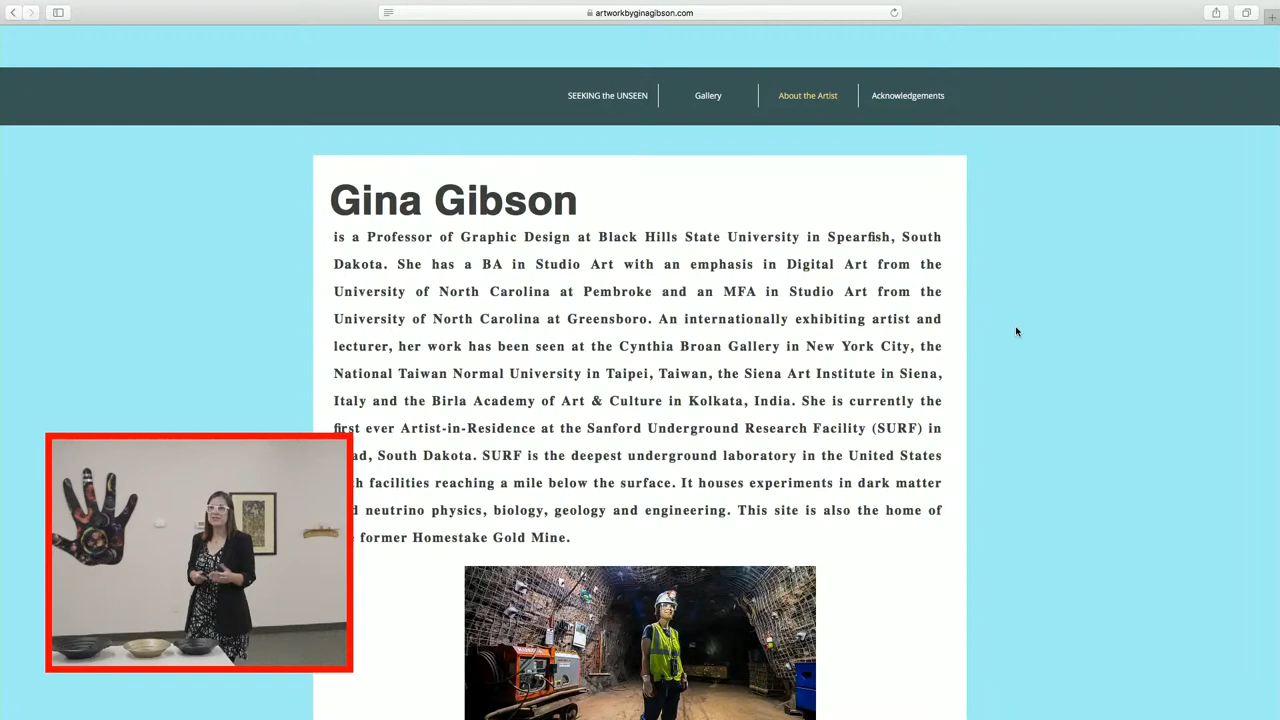 artworkbyginagibson.com
SEEKING the UNSEEN
Gallery
About the Artist
Acknowledgements
Gina Gibson
is a Professor of Graphic Design at Black Hills State University in Spearfish, South
Dakota. She has a BA in Studio Art with an emphasis in Digital Art from the
University of North Carolina at Pembroke and an MFA in Studio Art from the
University of North Carolina at Greensboro. An internationally exhibiting artist and
lecturer, her work has been seen at the Cynthia Broan Gallery in New York City, the
National Taiwan Normal University in Taipei, Taiwan, the Siena Art Institute in Siena,
Italy and the Birla Academy of Art & Culture in Kolkata, India. She is currently the
first ever Artist-in-Residence at the Sanford Underground Research Facility (SURF) in
South Dakota. SURF is the deepest underground laboratory in the United States
facilities reaching a mile below the surface. It houses experiments in dark matter
neutrino physics, biology, geology and engineering. This site is also the home of
former Homestake Gold Mine.